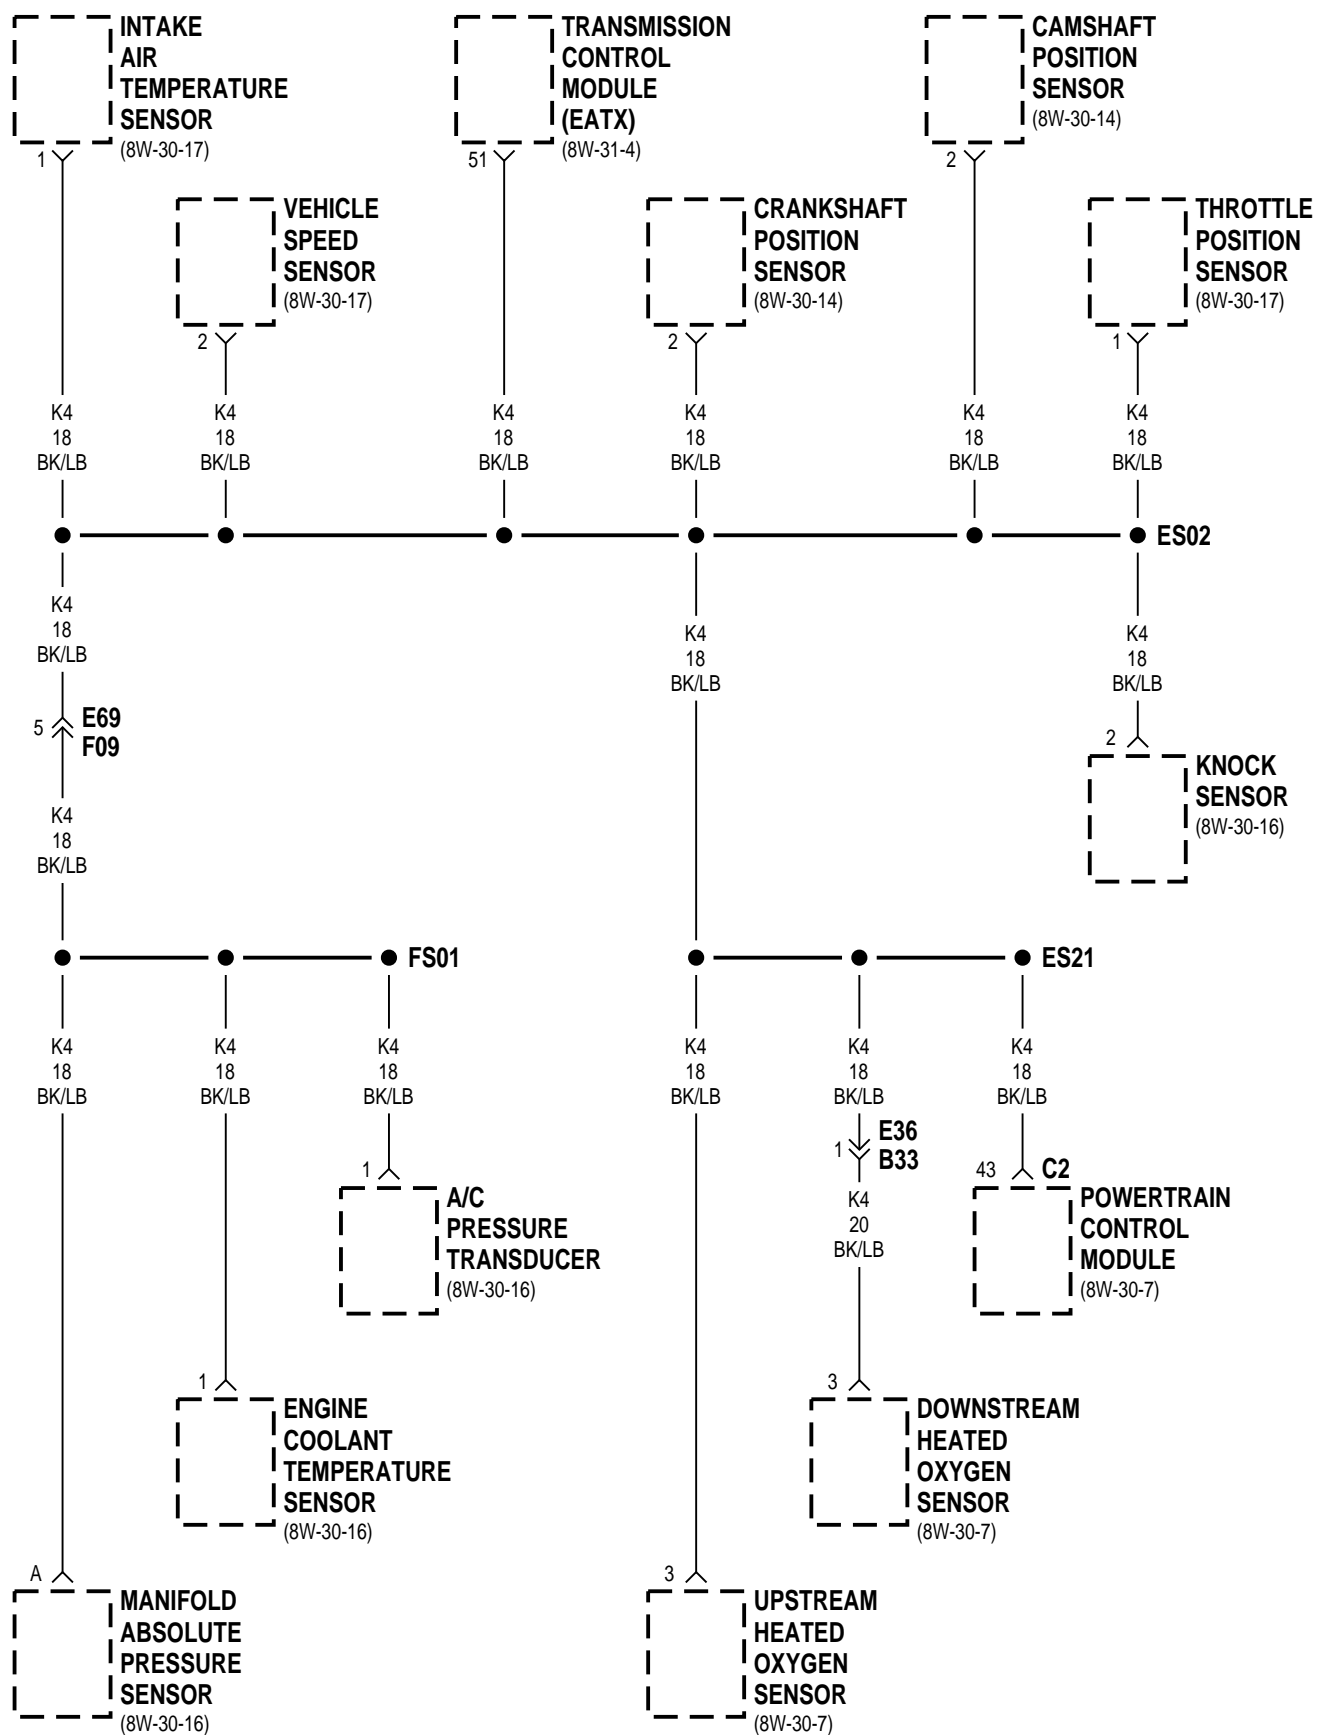 INTAKE
AIR
TEMPERATURE
SENSOR
(8W-30-17)
1
TRANSMISSION
CONTROL
MODULE
(EATX)
(8W-31-4)
51
CAMSHAFT
POSITION
SENSOR
(8W-30-14)
2
VEHICLE
SPEED
SENSOR
(8W-30-17)
2
CRANKSHAFT
POSITION
SENSOR
(8W-30-14)
2
THROTTLE
POSITION
SENSOR
(8W-30-17)
1
K4
18
BK/LB
K4
18
BK/LB
K4
18
BK/LB
K4
18
BK/LB
K4
18
BK/LB
K4
18
BK/LB
ES02
K4
18
BK/LB
K4
18
BK/LB
K4
18
BK/LB
5
E69
F09
2
KNOCK
SENSOR
(8W-30-16)
K4
18
BK/LB
FS01
ES21
K4
18
BK/LB
K4
18
BK/LB
K4
18
BK/LB
K4
18
BK/LB
K4
18
BK/LB
K4
18
BK/LB
1
A/C
PRESSURE
TRANSDUCER
(8W-30-16)
1
E36
B33
K4
20
BK/LB
43
C2
POWERTRAIN
CONTROL
MODULE
(8W-30-7)
1
ENGINE
COOLANT
TEMPERATURE
SENSOR
(8W-30-16)
3
DOWNSTREAM
HEATED
OXYGEN
SENSOR
(8W-30-7)
A
MANIFOLD
ABSOLUTE
PRESSURE
SENSOR
(8W-30-16)
3
UPSTREAM
HEATED
OXYGEN
SENSOR
(8W-30-7)